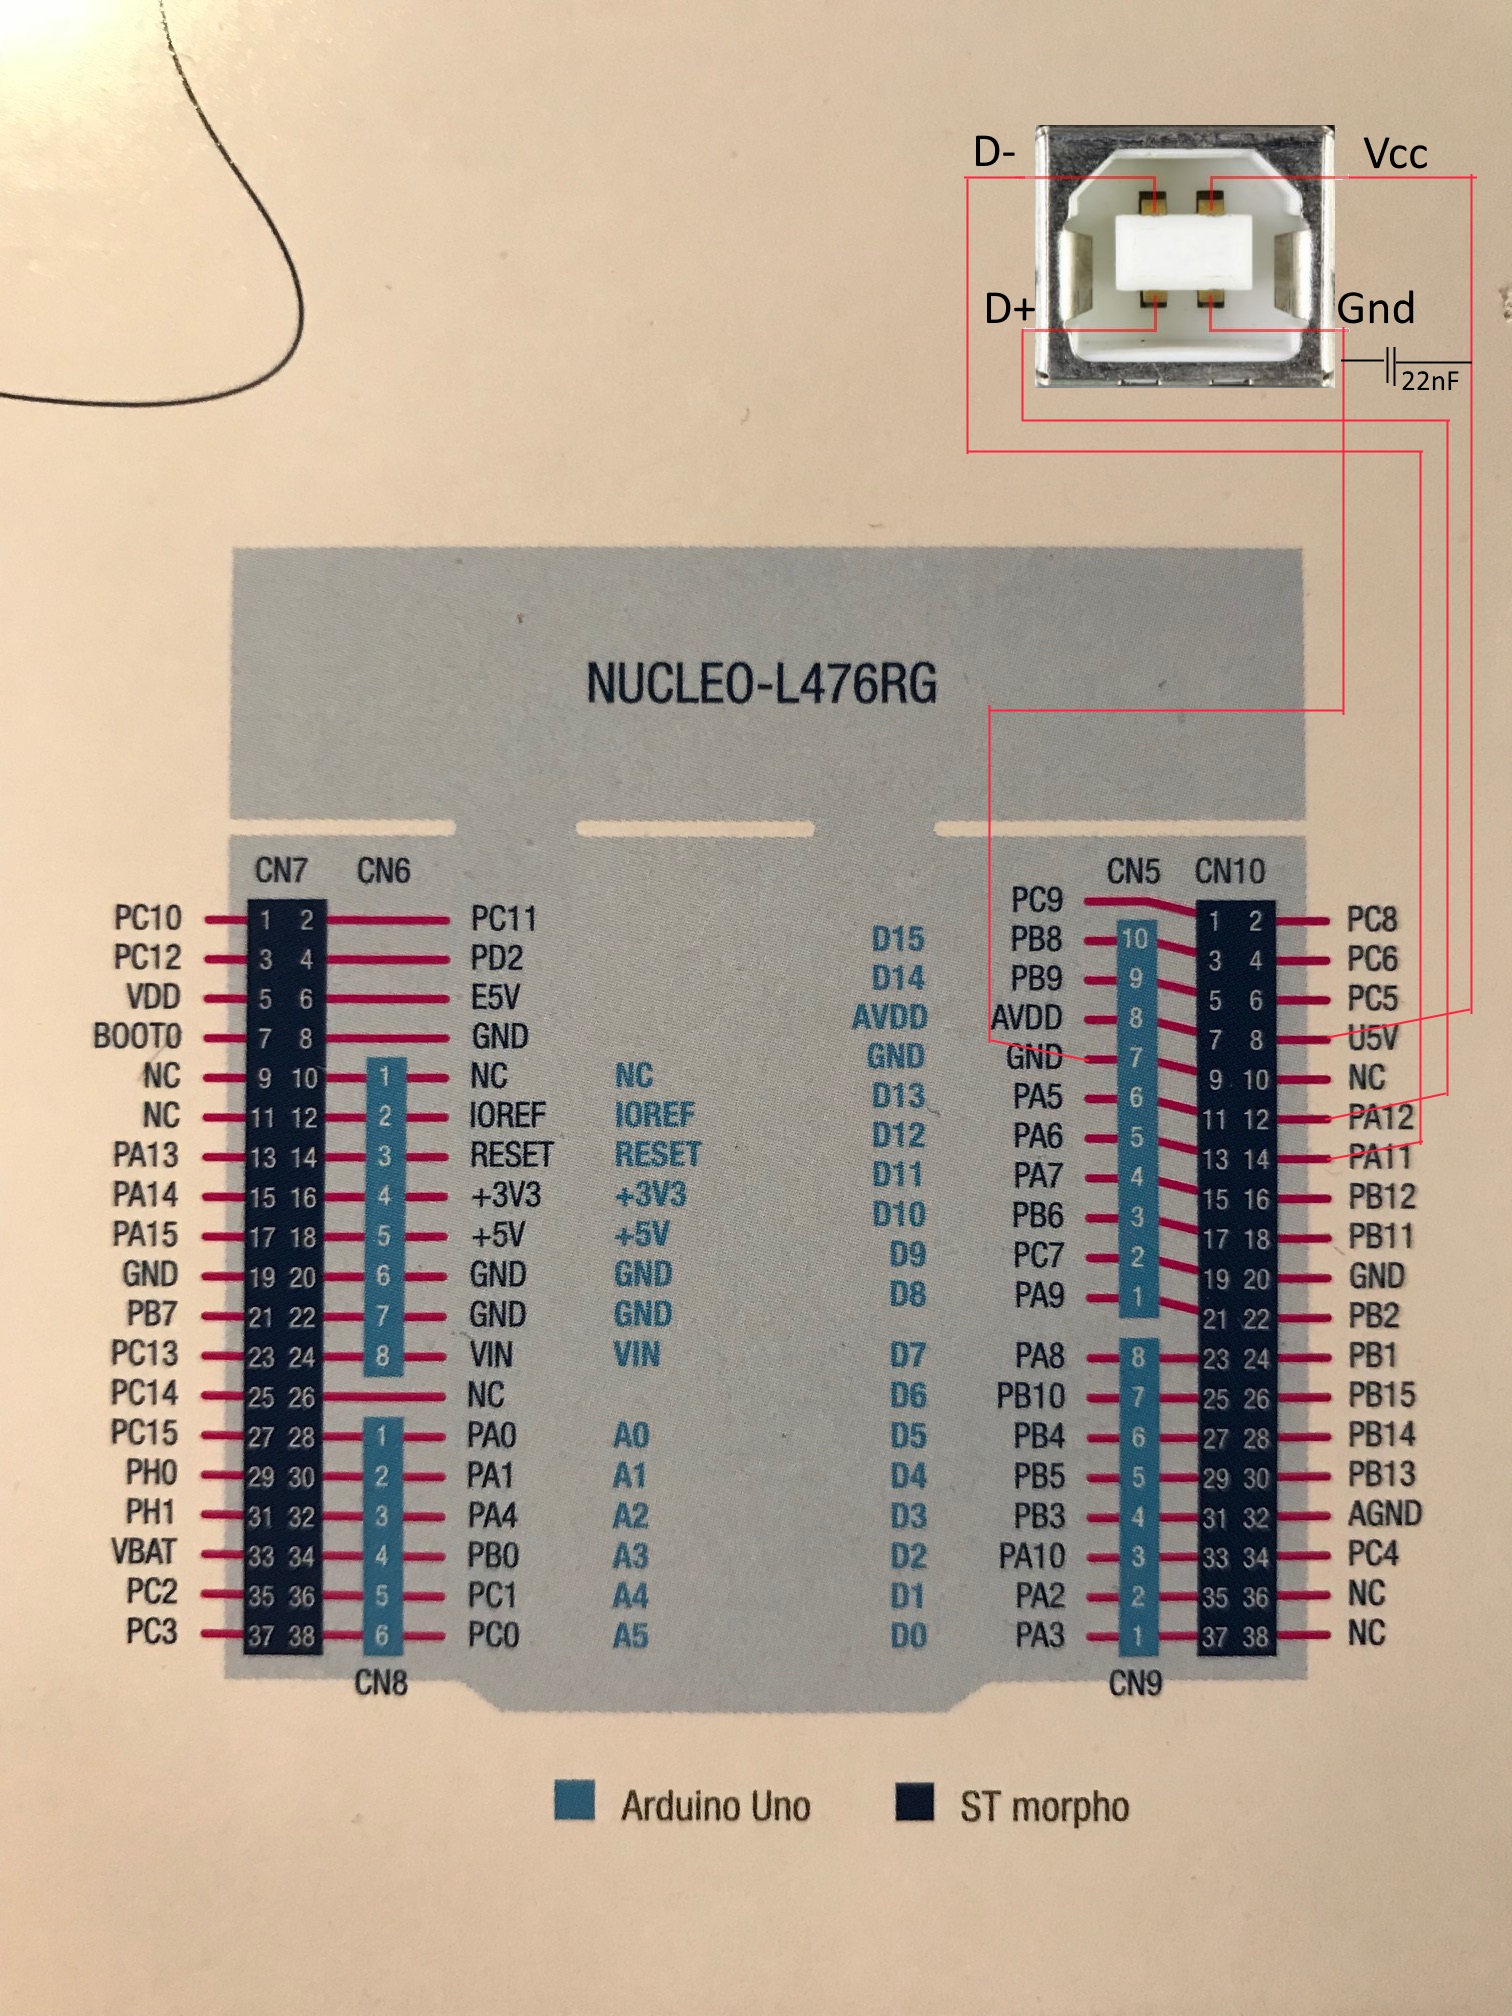 D- Vcc
D+ Gnd
22nF
NUCLEO-L476RG
CN7 CN6 CN5 CN10
PC9
PC10 1 2 PC11 1 2 PC8
D15 PB8 10
PC12 3 4 PD2 3 4 PC6
D14 PB9 9
VDD 5 6 E5V 5 6 PC5
AVDD AVDD 8
BOOT0 7 8 GND 7 8 U5V
GND GND 7
NC 9 10 1 NC NC 9 10 NC
D13 PA5 6
NC 11 12 2 IOREF IOREF 11 12 PA12
D12 PA6 5
PA13 13 14 3 RESET RESET 13 14 PA11
D11 PA7 4
PA14 15 16 4 +3V3 +3V3 15 16 PB12
D10 PB6 3
PA15 17 18 5 +5V +5V 17 18 PB11
D9 PC7 2
GND 19 20 6 GND GND 19 20 GND
D8 PA9 1
PB7 21 22 7 GND GND 21 22 PB2
PC13 23 24 8 VIN VIN D7 PA8 8 23 24 PB1
PC14 25 26 NC D6 PB10 7 25 26 PB15
PC15 27 28 1 PA0 A0 D5 PB4 6 27 28 PB14
PH0 29 30 2 PA1 A1 D4 PB5 5 29 30 PB13
PH1 31 32 3 PA4 A2 D3 PB3 4 31 32 AGND
VBAT 33 34 4 PB0 A3 D2 PA10 3 33 34 PC4
PC2 35 36 5 PC1 A4 D1 PA2 2 35 36 NC
PC3 37 38 6 PC0 A5 D0 PA3 1 37 38 NC
CN8 CN9
Arduino Uno ST morpho